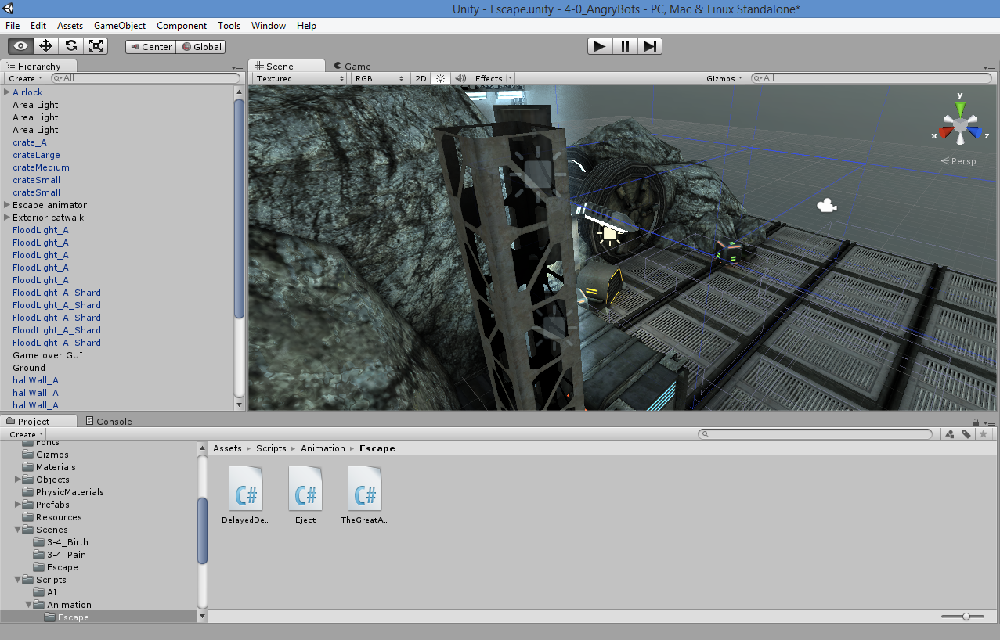 Unity - Escape.unity - 4-0_AngryBots - PC, Mac & Linux Standalone*
File Edit Assets GameObject Component Tools Window Help
Center Global
Hierarchy
Create All
Airlock
Area Light
Area Light
Area Light
crate_A
crateLarge
crateMedium
crateSmall
crateSmall
Escape animator
Exterior catwalk
FloodLight_A
FloodLight_A
FloodLight_A
FloodLight_A
FloodLight_A
FloodLight_A_Shard
FloodLight_A_Shard
FloodLight_A_Shard
FloodLight_A_Shard
FloodLight_A_Shard
Game over GUI
Ground
hallWall_A
hallWall_A
hallWall_A
Scene Game
Textured RGB 2D Effects Gizmos All
y
x z
Persp
Project Console
Create
Fonts
Gizmos
Materials
Objects
PhysicMaterials
Prefabs
Resources
Scenes
3-4_Birth
3-4_Pain
Escape
Scripts
AI
Animation
Escape
Assets Scripts Animation Escape
C# C# C#
DelayedDe... Eject TheGreatA...